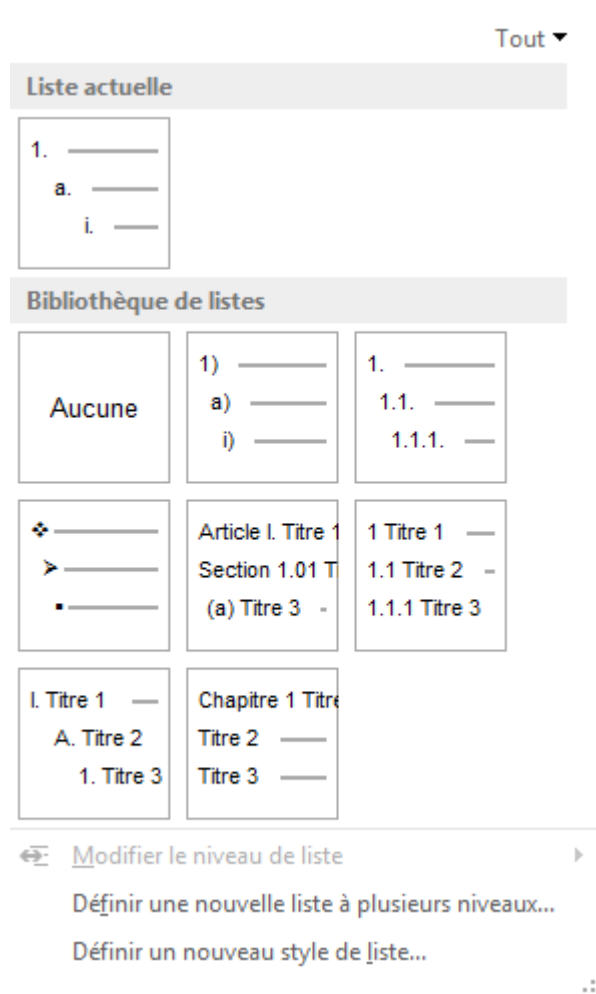 Tout
Liste actuelle
1.
a.
i.
Bibliothèque de listes
Aucune
1)
a)
i)
1.
1.1.
1.1.1.
Article I. Titre 1
Section 1.01 T
(a) Titre 3
1 Titre 1
1.1 Titre 2
1.1.1 Titre 3
I. Titre 1
A. Titre 2
1. Titre 3
Chapitre 1 Titre
Titre 2
Titre 3
Modifier le niveau de liste
Définir une nouvelle liste à plusieurs niveaux...
Définir un nouveau style de liste...